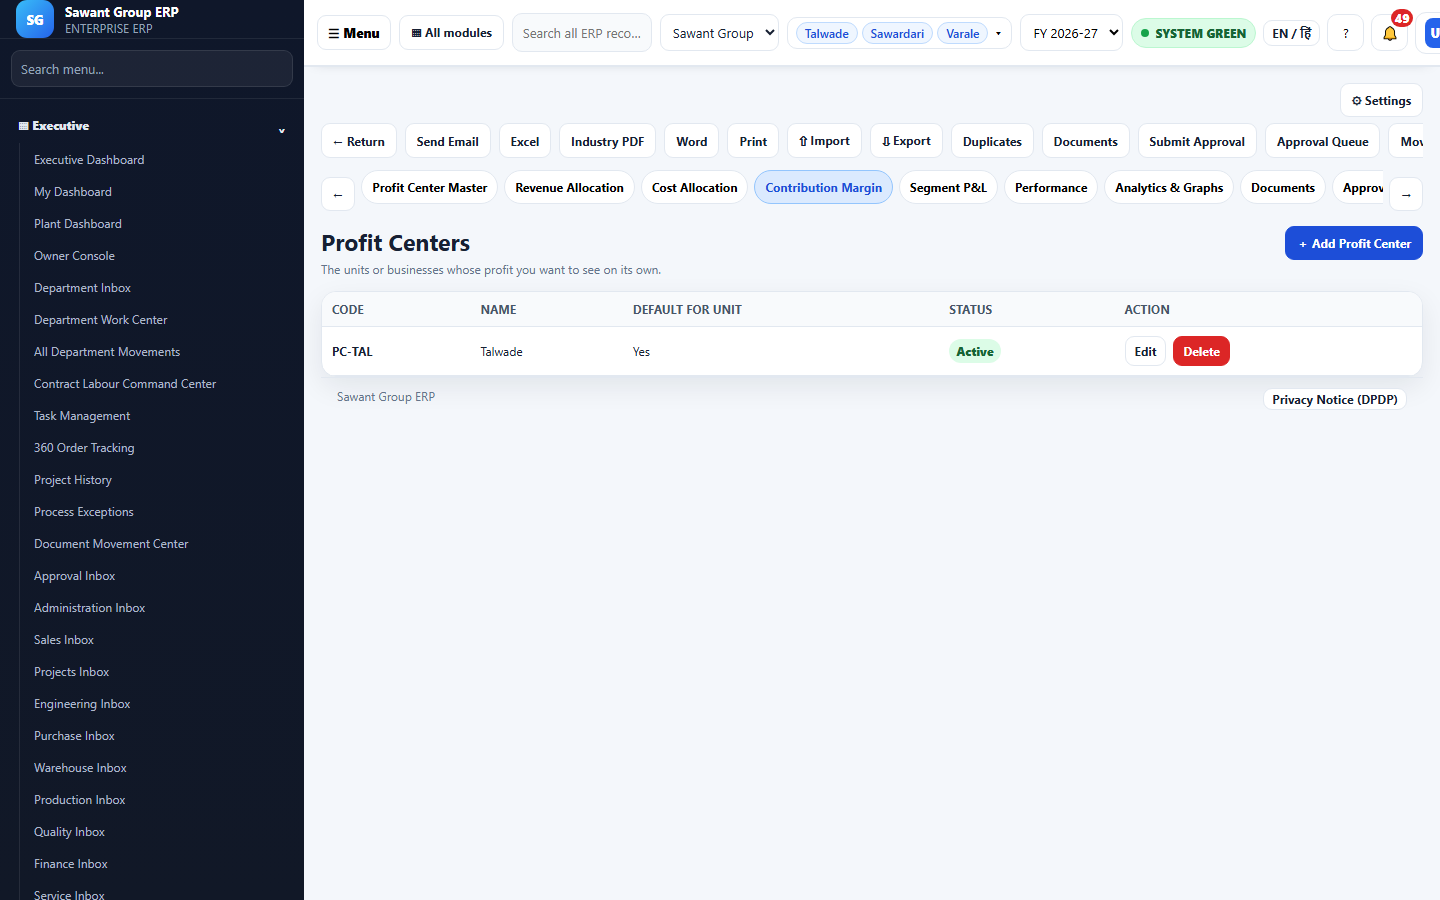 SG
Sawant Group ERP
ENTERPRISE ERP
Search menu...
Executive
Executive Dashboard
My Dashboard
Plant Dashboard
Owner Console
Department Inbox
Department Work Center
All Department Movements
Contract Labour Command Center
Task Management
360 Order Tracking
Project History
Process Exceptions
Document Movement Center
Approval Inbox
Administration Inbox
Sales Inbox
Projects Inbox
Engineering Inbox
Purchase Inbox
Warehouse Inbox
Production Inbox
Quality Inbox
Finance Inbox
Service Inbox
☰ Menu
All modules
Search all ERP reco...
Sawant Group
Talwade Sawardari Varale
FY 2026-27
SYSTEM GREEN
EN / हिं
?
49
U
⚙ Settings
← Return
Send Email
Excel
Industry PDF
Word
Print
⇧ Import
⇩ Export
Duplicates
Documents
Submit Approval
Approval Queue
Mov
←
Profit Center Master
Revenue Allocation
Cost Allocation
Contribution Margin
Segment P&L
Performance
Analytics & Graphs
Documents
Approv
→
Profit Centers
The units or businesses whose profit you want to see on its own.
+ Add Profit Center
CODE NAME DEFAULT FOR UNIT STATUS ACTION
PC-TAL Talwade Yes Active Edit Delete
Sawant Group ERP
Privacy Notice (DPDP)